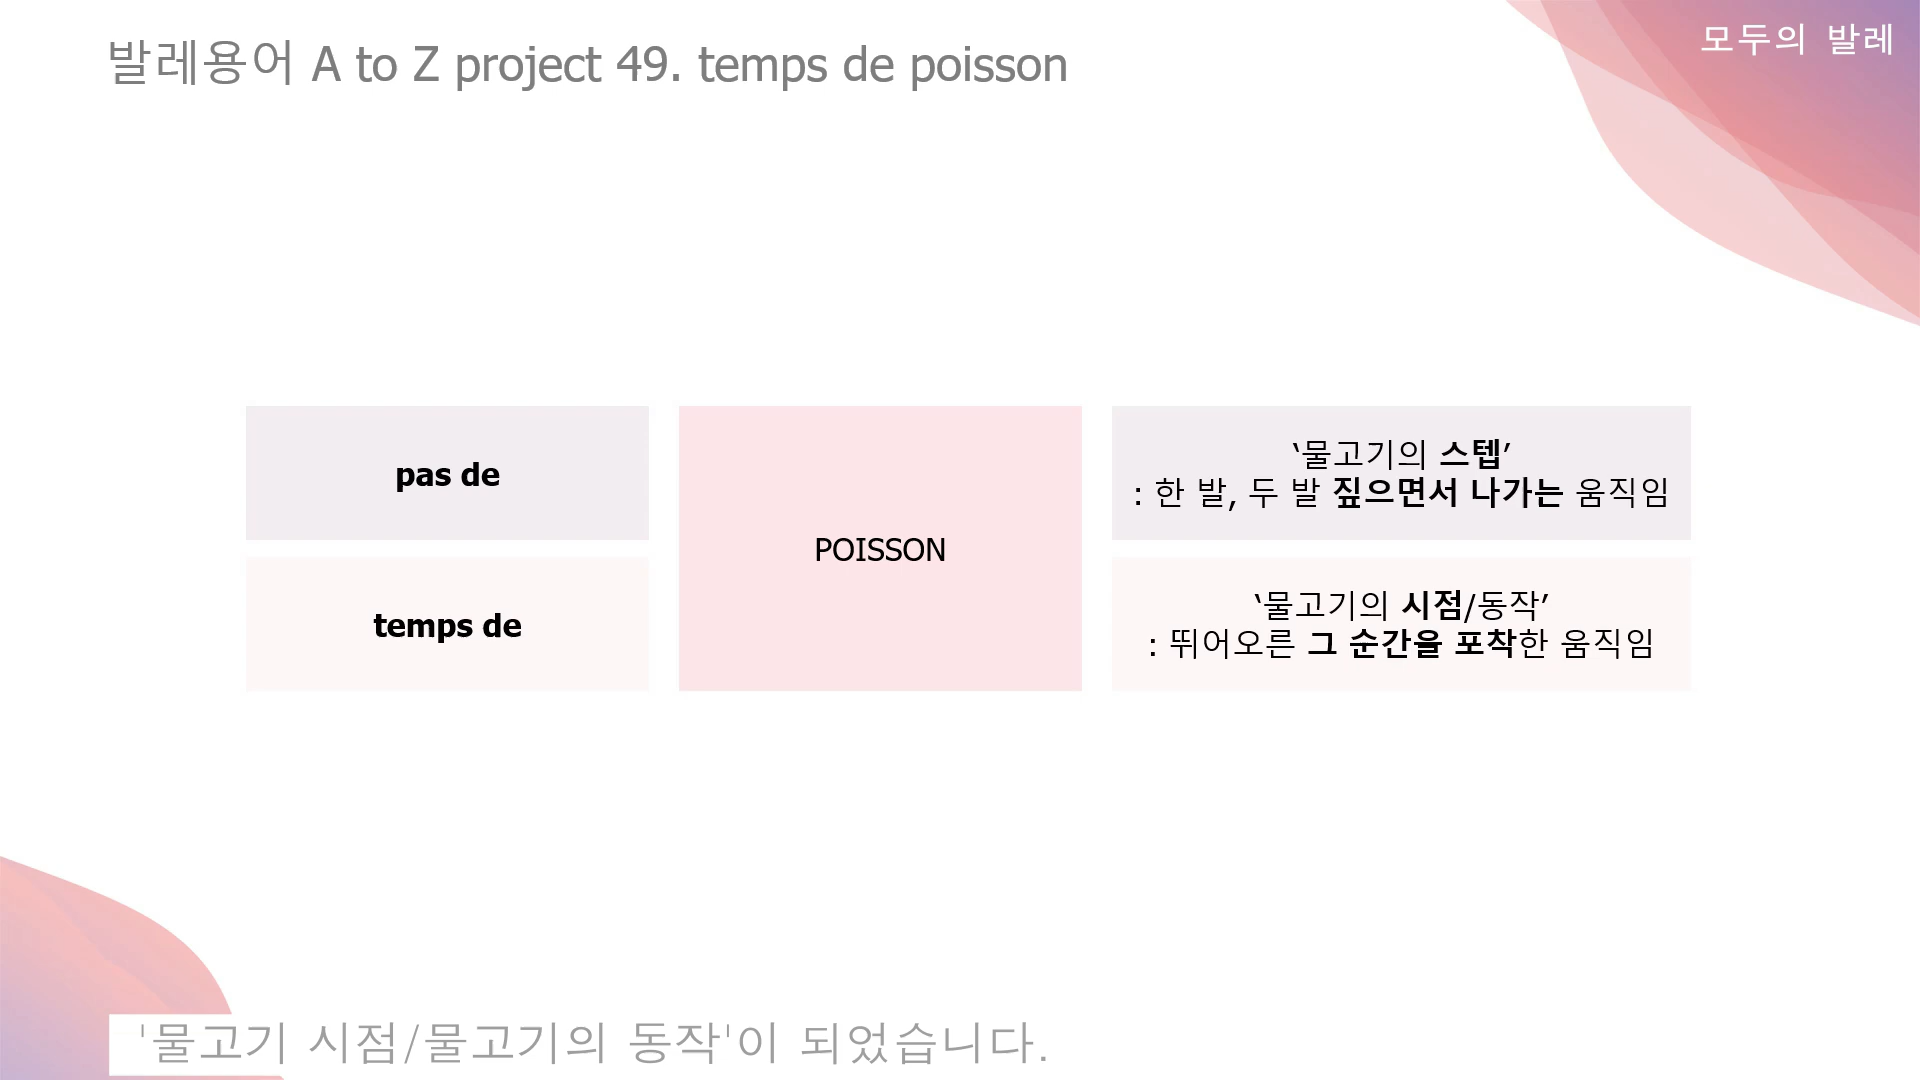 발레용어 A to Z project 49. temps de poisson
모두의 발레
pas de
POISSON
‘물고기의 스텝’
: 한 발, 두 발 짚으면서 나가는 움직임
temps de
‘물고기의 시점/동작’
: 뛰어오른 그 순간을 포착한 움직임
'물고기 시점/물고기의 동작'이 되었습니다.